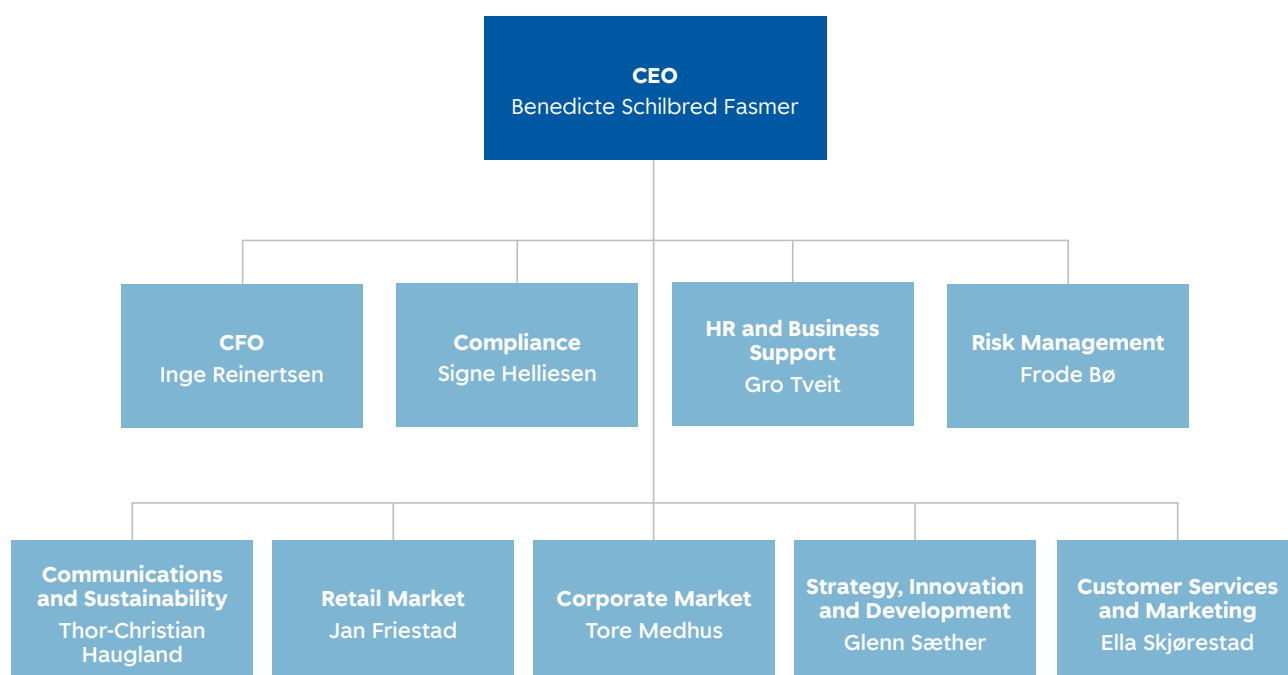 CEO
Benedicte Schilbred Fasmer
CFO
Inge Reinertsen
Compliance
Signe Helliesen
HR and Business
Support
Gro Tveit
Risk Management
Frode Bø
Communications
and Sustainability
Thor-Christian
Haugland
Retail Market
Jan Friestad
Corporate Market
Tore Medhus
Strategy, Innovation
and Development
Glenn Sæther
Customer Services
and Marketing
Ella Skjørestad